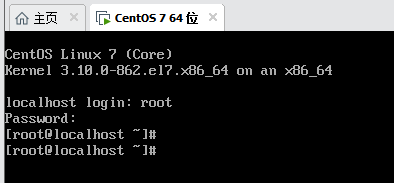 主页
CentOS 7 64 位
CentOS Linux 7 (Core)
Kernel 3.10.0-862.el7.x86_64 on an x86_64
localhost login: root
Password:
[root@localhost ~]#
[root@localhost ~]#